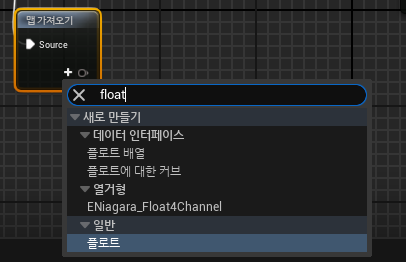 맵 가져오기
Source
float
새로 만들기
데이터 인터페이스
플로트 배열
플로트에 대한 커브
열거형
ENiagara_Float4Channel
일반
플로트